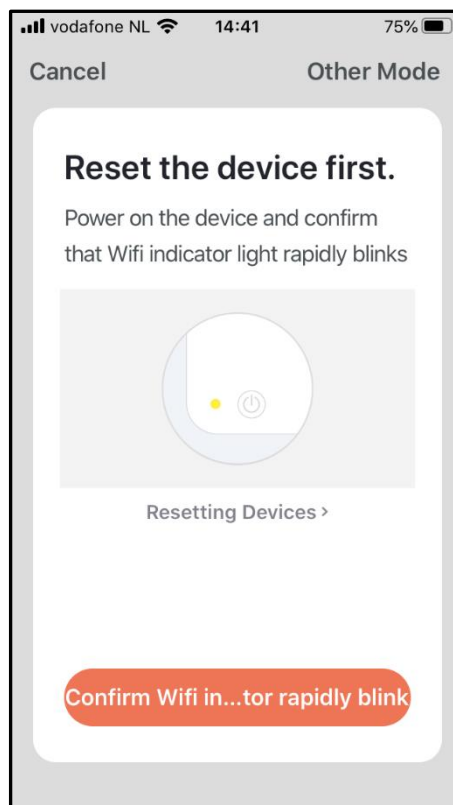 vodafone NL 14:41 75%
Cancel Other Mode
Reset the device first.
Power on the device and confirm
that Wifi indicator light rapidly blinks
Resetting Devices >
Confirm Wifi in...tor rapidly blink